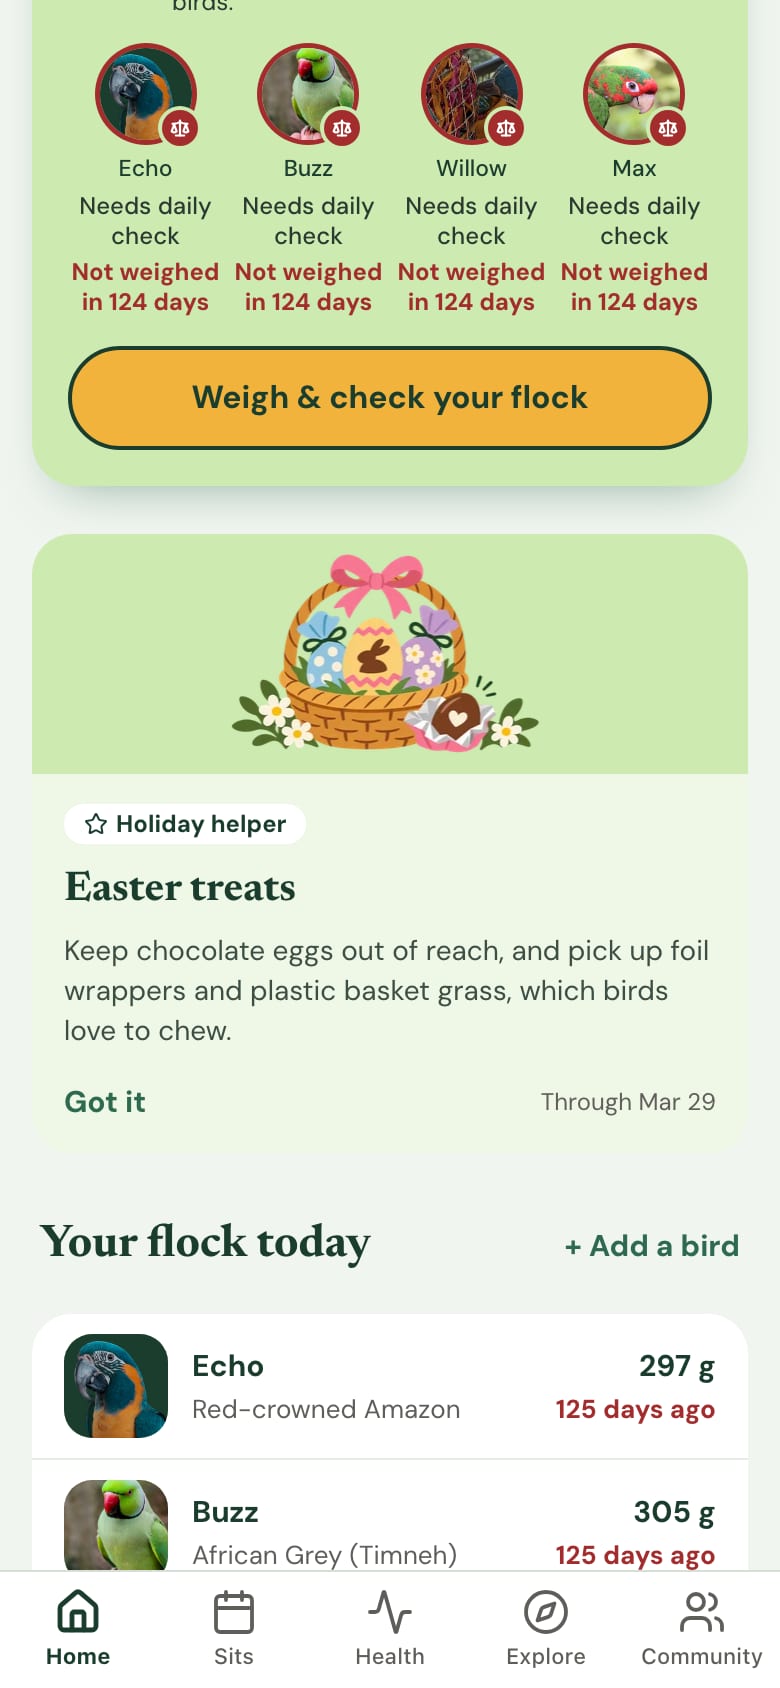 birds.
Echo
Buzz
Willow
Max
Needs daily
check
Needs daily
check
Needs daily
check
Needs daily
check
Not weighed
in 124 days
Not weighed
in 124 days
Not weighed
in 124 days
Not weighed
in 124 days
Weigh & check your flock
Holiday helper
Easter treats
Keep chocolate eggs out of reach, and pick up foil
wrappers and plastic basket grass, which birds
love to chew.
Got it
Through Mar 29
Your flock today
+ Add a bird
Echo
297 g
Red-crowned Amazon
125 days ago
Buzz
305 g
African Grey (Timneh)
125 days ago
Home
Sits
Health
Explore
Community